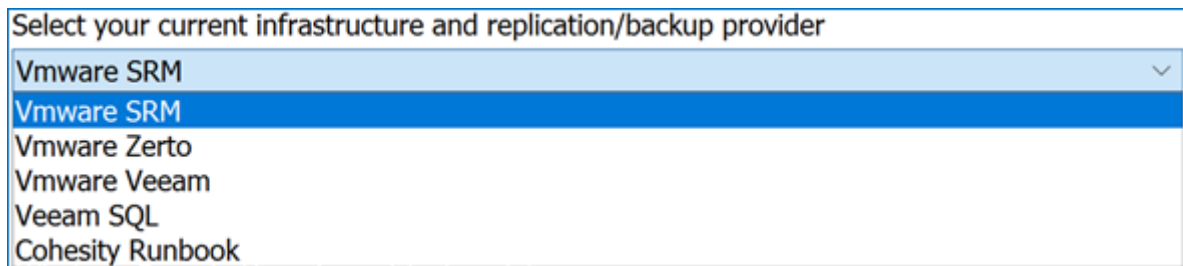 Select your current infrastructure and replication/backup provider
Vmware SRM
Vmware SRM
Vmware Zerto
Vmware Veeam
Veeam SQL
Cohesity Runbook